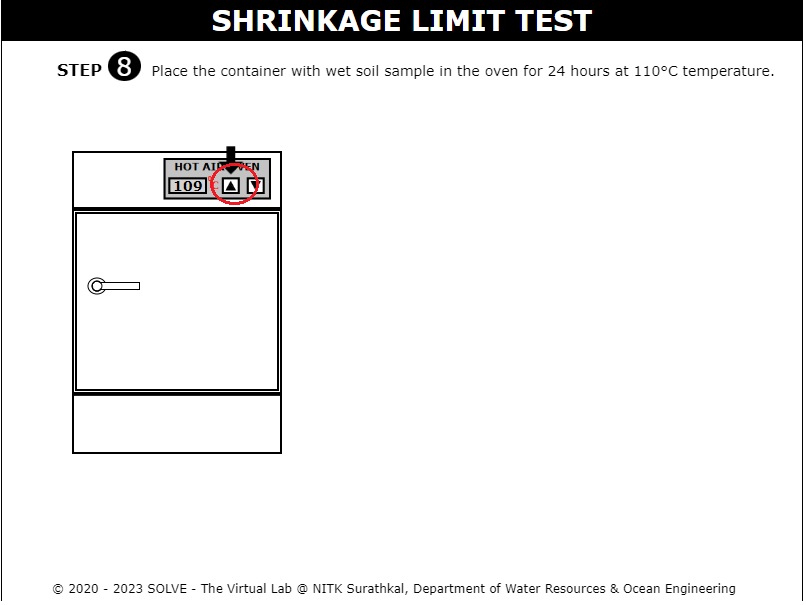 SHRINKAGE LIMIT TEST
STEP 8 Place the container with wet soil sample in the oven for 24 hours at 110°C temperature.
HOT AIR OVEN
109 °C
© 2020 - 2023 SOLVE - The Virtual Lab @ NITK Surathkal, Department of Water Resources & Ocean Engineering